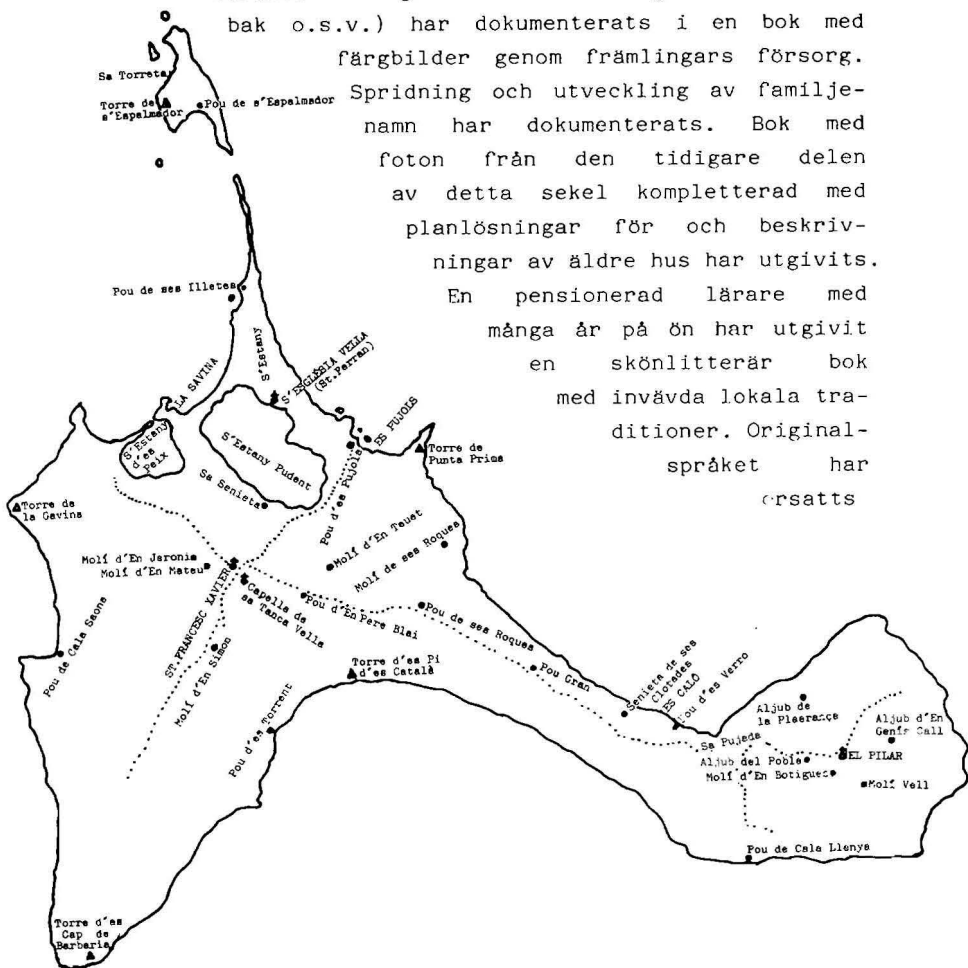 bak o.s.v.) har dokumenterats i en bok med
färgbilder genom främlingars försorg.
Spridning och utveckling av familje-
namn har dokumenterats. Bok med
foton från den tidigare delen
av detta sekel kompletterad med
planlösningar för och beskriv-
ningar av äldre hus har utgivits.
En pensionerad lärare med
många år på ön har utgivit
en skönlitterär bok
med invävda lokala tra-
ditioner. Original-
språket har
ersatts
Sa Torreta
Torre de
s'Espalmador
Pou de s'Espalmador
Pou de ses Illetes
LA SAVINA
S'Estany
S'ESGLÉSIA VELLA
(St.Ferran)
S'Estany
d'es
Peix
S'Estany Pudent
ES PUJOLS
Torre de
Punta Prima
Sa Senieta
Pou d'es Pujols
Torre de
la Gavina
Molí d'En Teuet
Molí de ses Roques
Molí d'En Jeroni
Molí d'En Mateu
ST.FRANCESC XAVIER
Capella de
sa Tanca Vella
Pou d'En Pere Blai
Pou de ses Roques
Pou de Cala Saona
Molí d'En Simon
Torre d'es Pi
d'es Català
Pou Gran
Pou d'es Torrent
Senieta de ses
Clotades
ES CALÓ
Pou d'es Verro
Sa Pujada
Aljub de
la
Aljub d'En
Genís Call
Aljub del Poble
EL PILAR
Molí d'En Botigues
Molí Vell
Pou de Cala Llenya
Torre d'es
Cap de
Barbaria